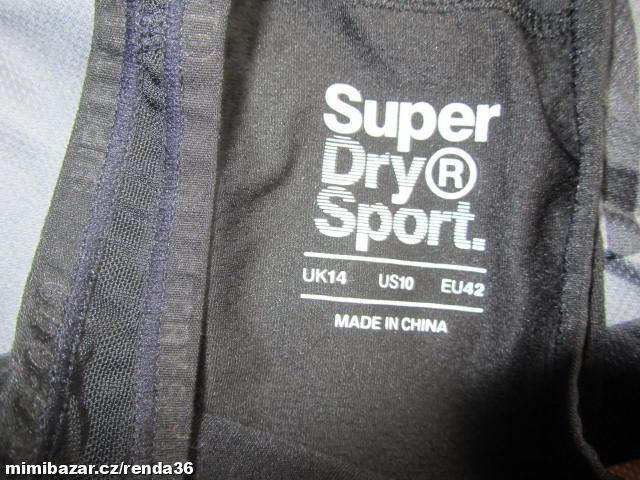 Super
Dry®
Sport.
UK14 US10 EU42
MADE IN CHINA
mimibazar.cz/renda36